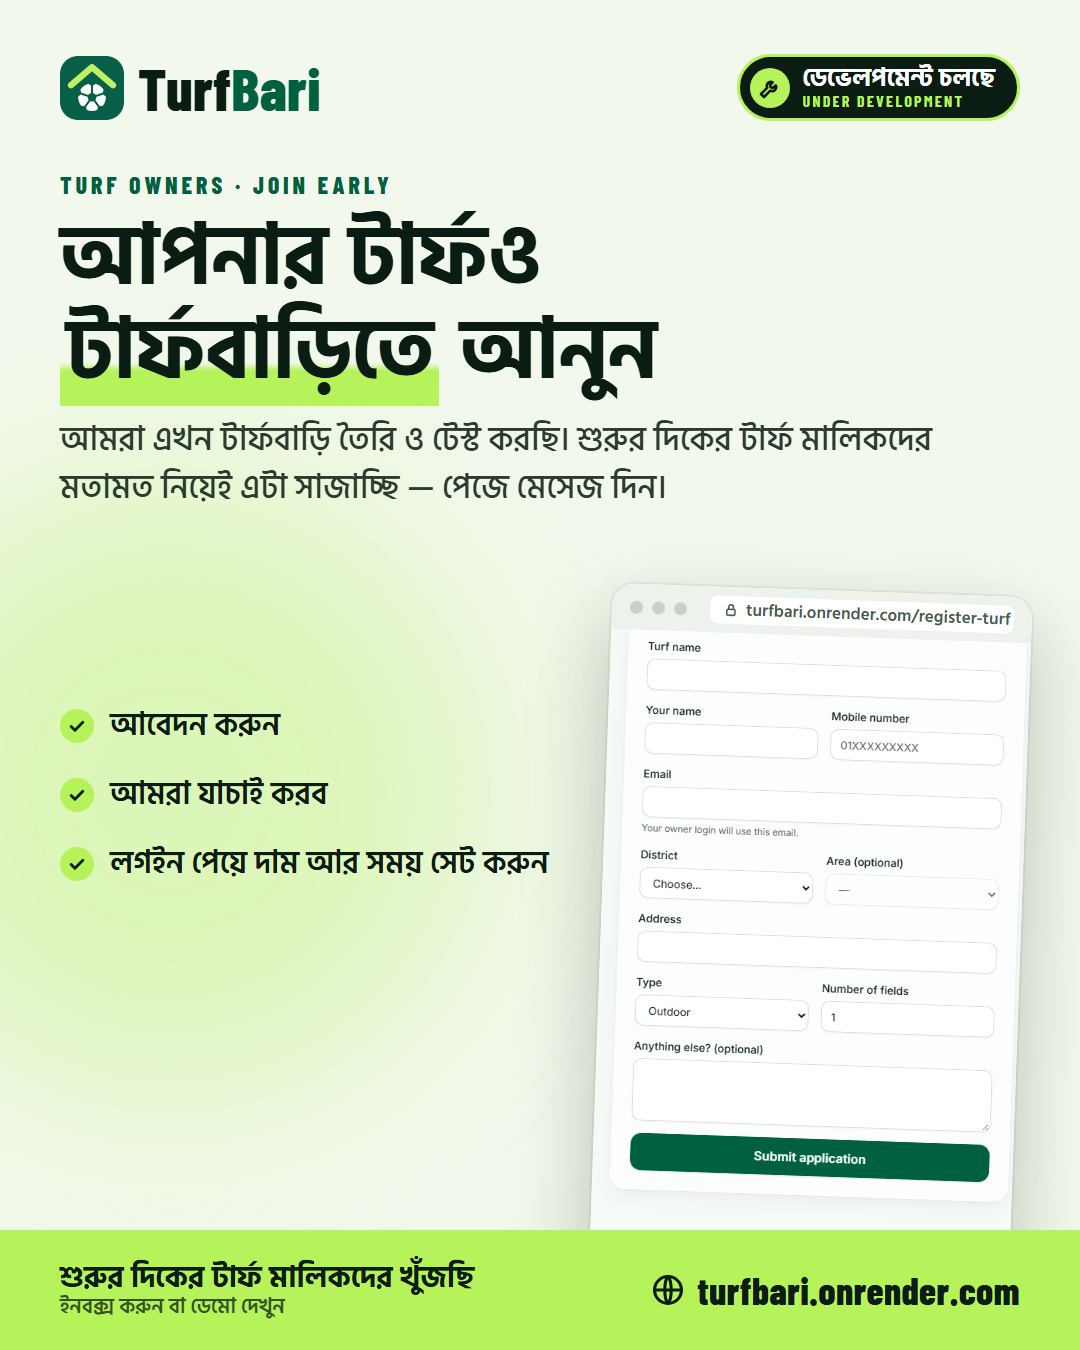 TurfBari
ডেভেলপমেন্ট চলছে
UNDER DEVELOPMENT
TURF OWNERS · JOIN EARLY
আপনার টার্ফও
টার্ফবাড়িতে আনুন
আমরা এখন টার্ফবাড়ি তৈরি ও টেস্ট করছি। শুরুর দিকের টার্ফ মালিকদের
মতামত নিয়েই এটা সাজাচ্ছি — পেজে মেসেজ দিন।
turfbari.onrender.com/register-turf
Turf name
Your name
Mobile number
01XXXXXXXXX
Email
Your owner login will use this email.
District
Area (optional)
Choose...
—
Address
Type
Number of fields
Outdoor
1
Anything else? (optional)
Submit application
আবেদন করুন
আমরা যাচাই করব
লগইন পেয়ে দাম আর সময় সেট করুন
শুরুর দিকের টার্ফ মালিকদের খুঁজছি
ইনবক্স করুন বা ডেমো দেখুন
turfbari.onrender.com